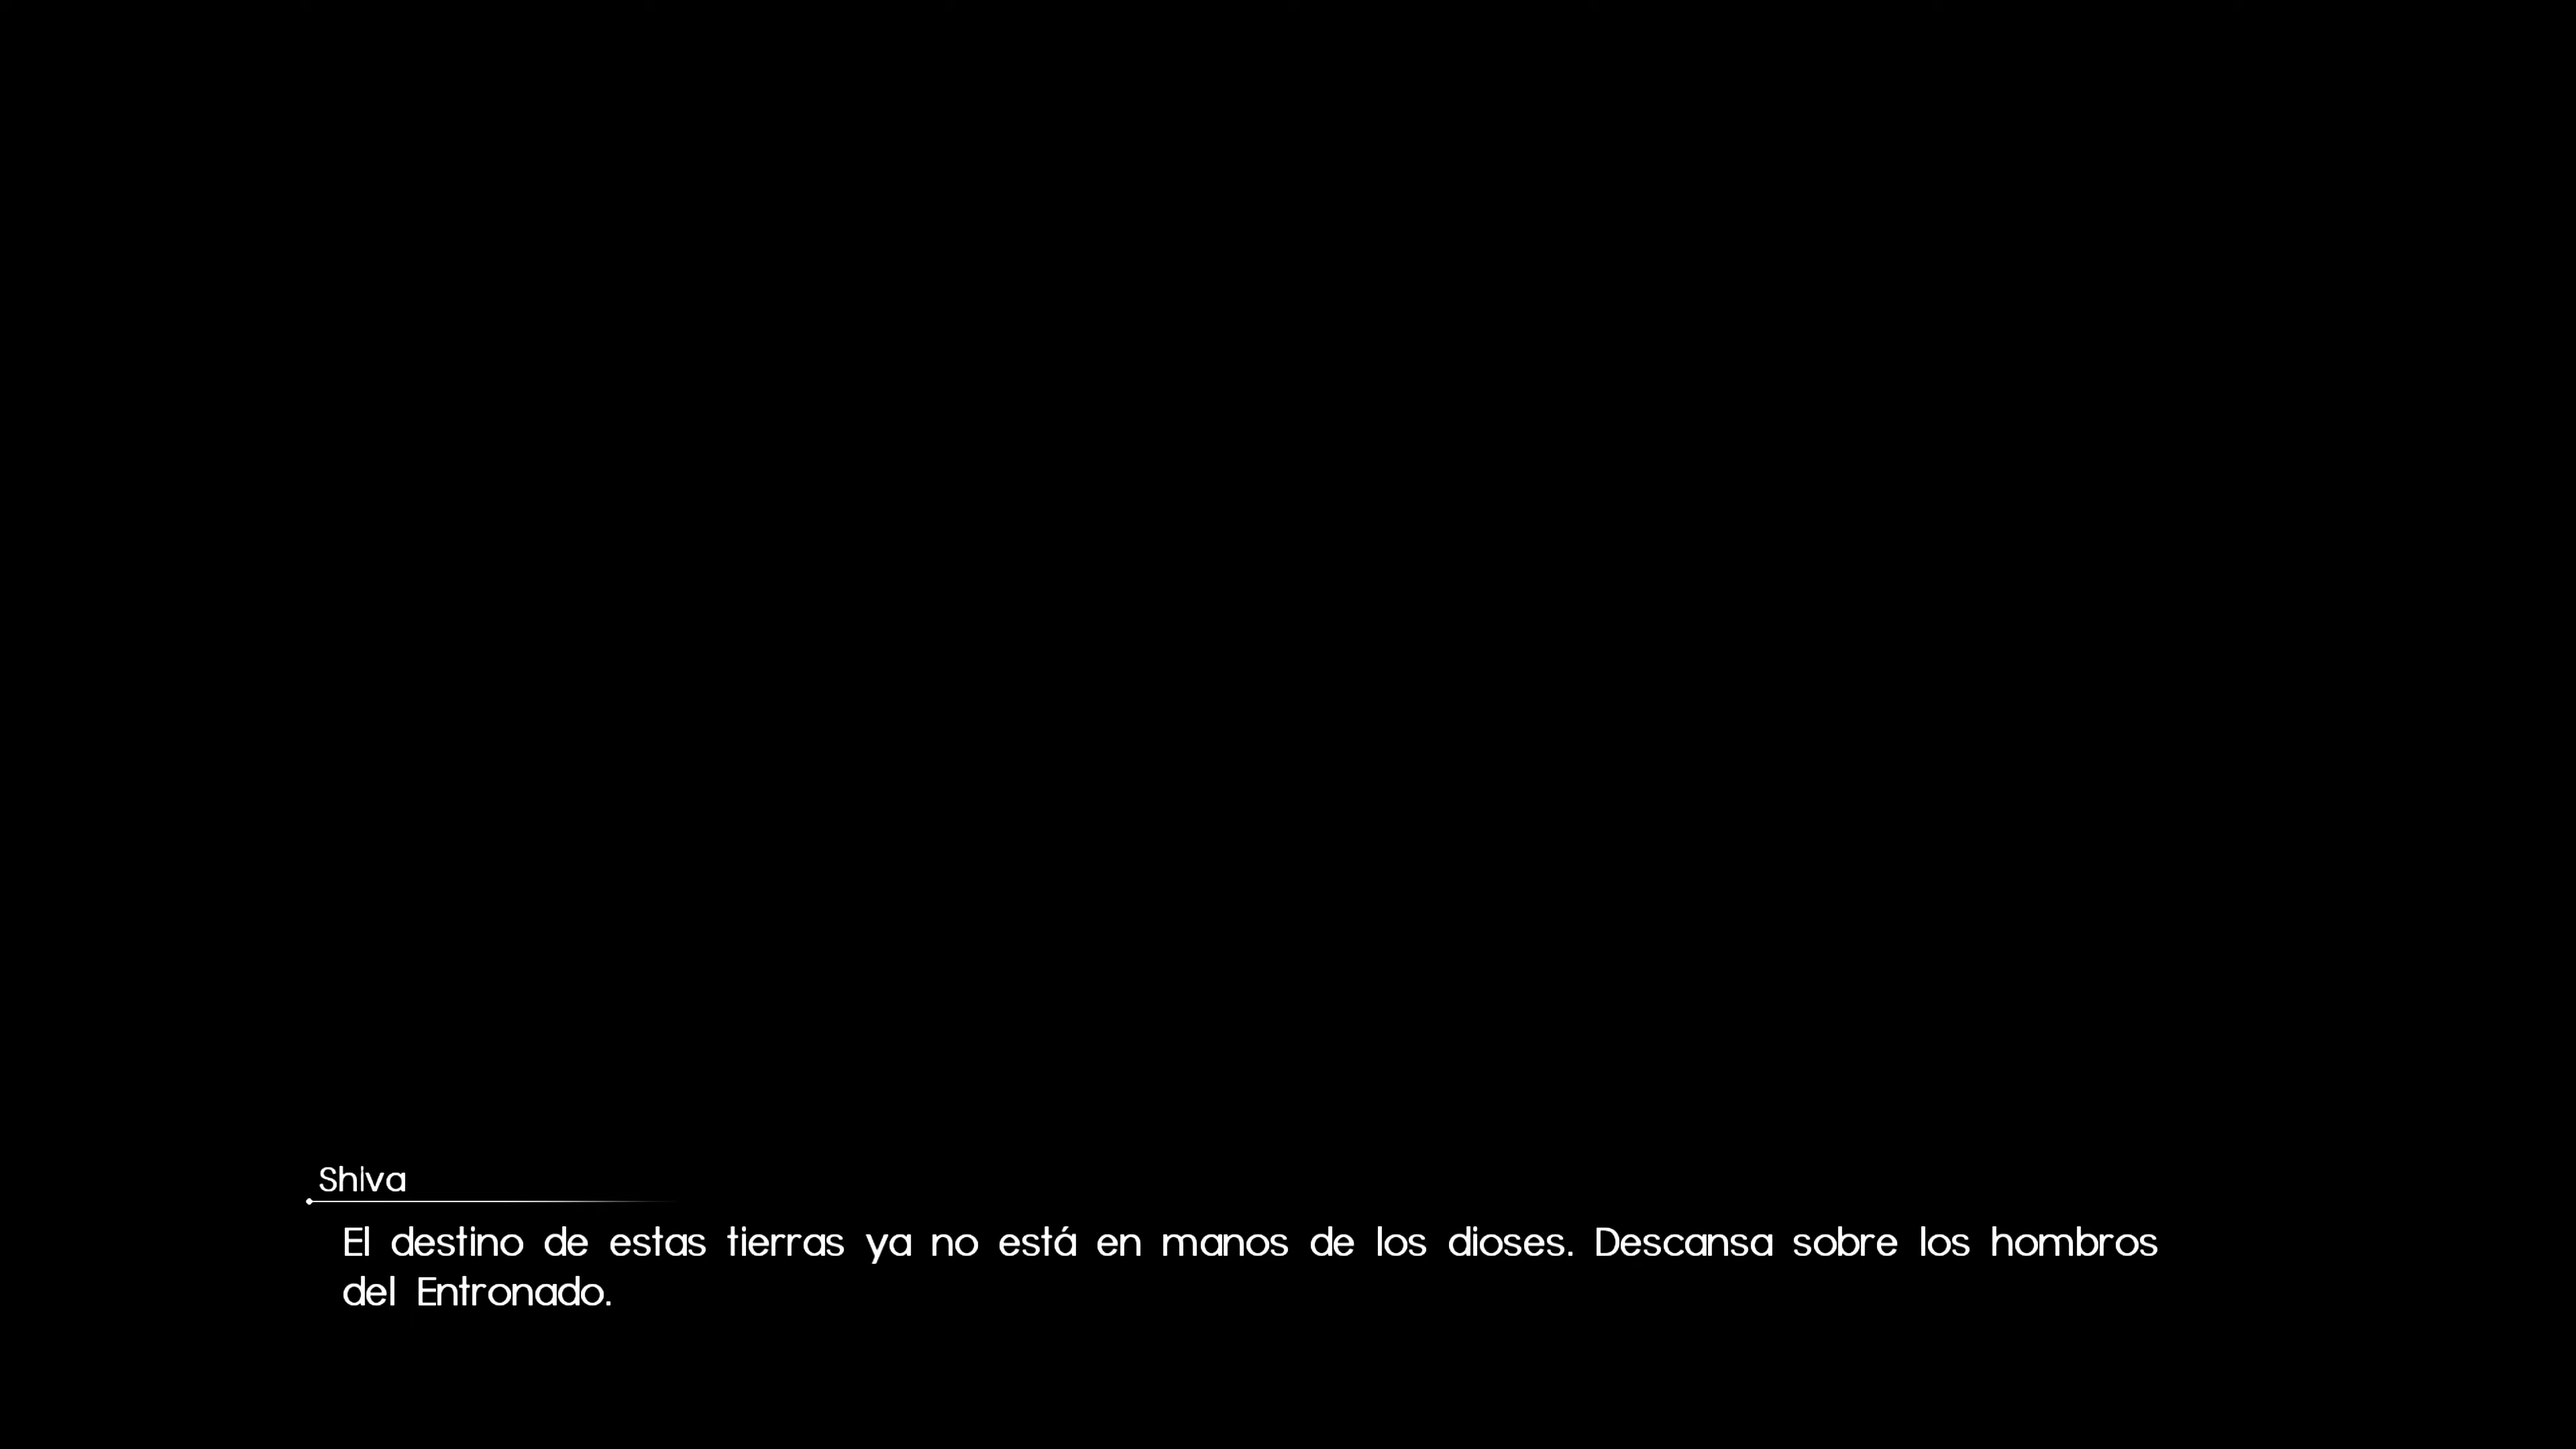 Shiva
El destino de estas tierras ya no está en manos de los dioses. Descansa sobre los hombros
del Entronado.